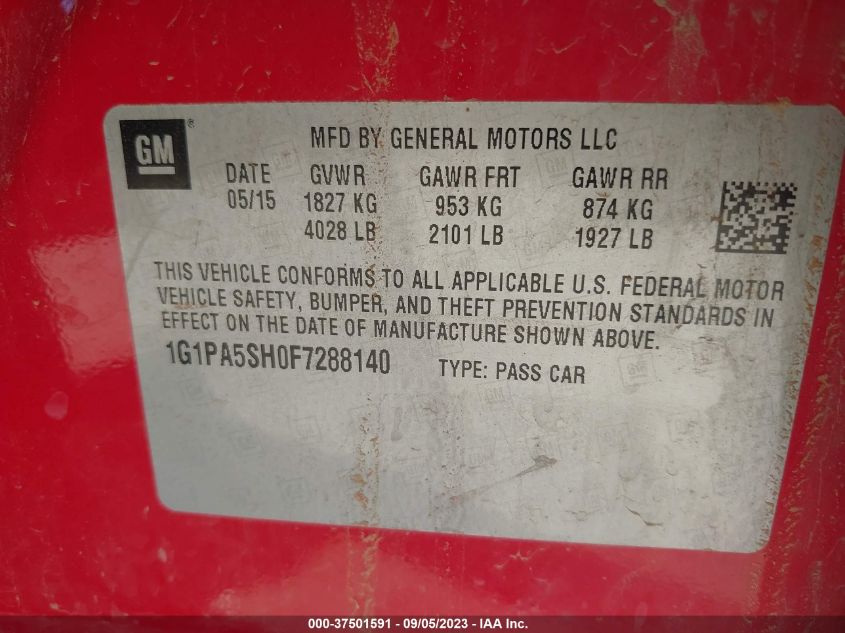 GM ®
MFD BY GENERAL MOTORS LLC
DATE GVWR GAWR FRT GAWR RR
05/15 1827 KG 953 KG 874 KG
4028 LB 2101 LB 1927 LB
THIS VEHICLE CONFORMS TO ALL APPLICABLE U.S. FEDERAL MOTOR
VEHICLE SAFETY, BUMPER, AND THEFT PREVENTION STANDARDS IN
EFFECT ON THE DATE OF MANUFACTURE SHOWN ABOVE.
1G1PA5SH0F7288140 TYPE: PASS CAR
000-37501591 - 09/05/2023 - IAA Inc.